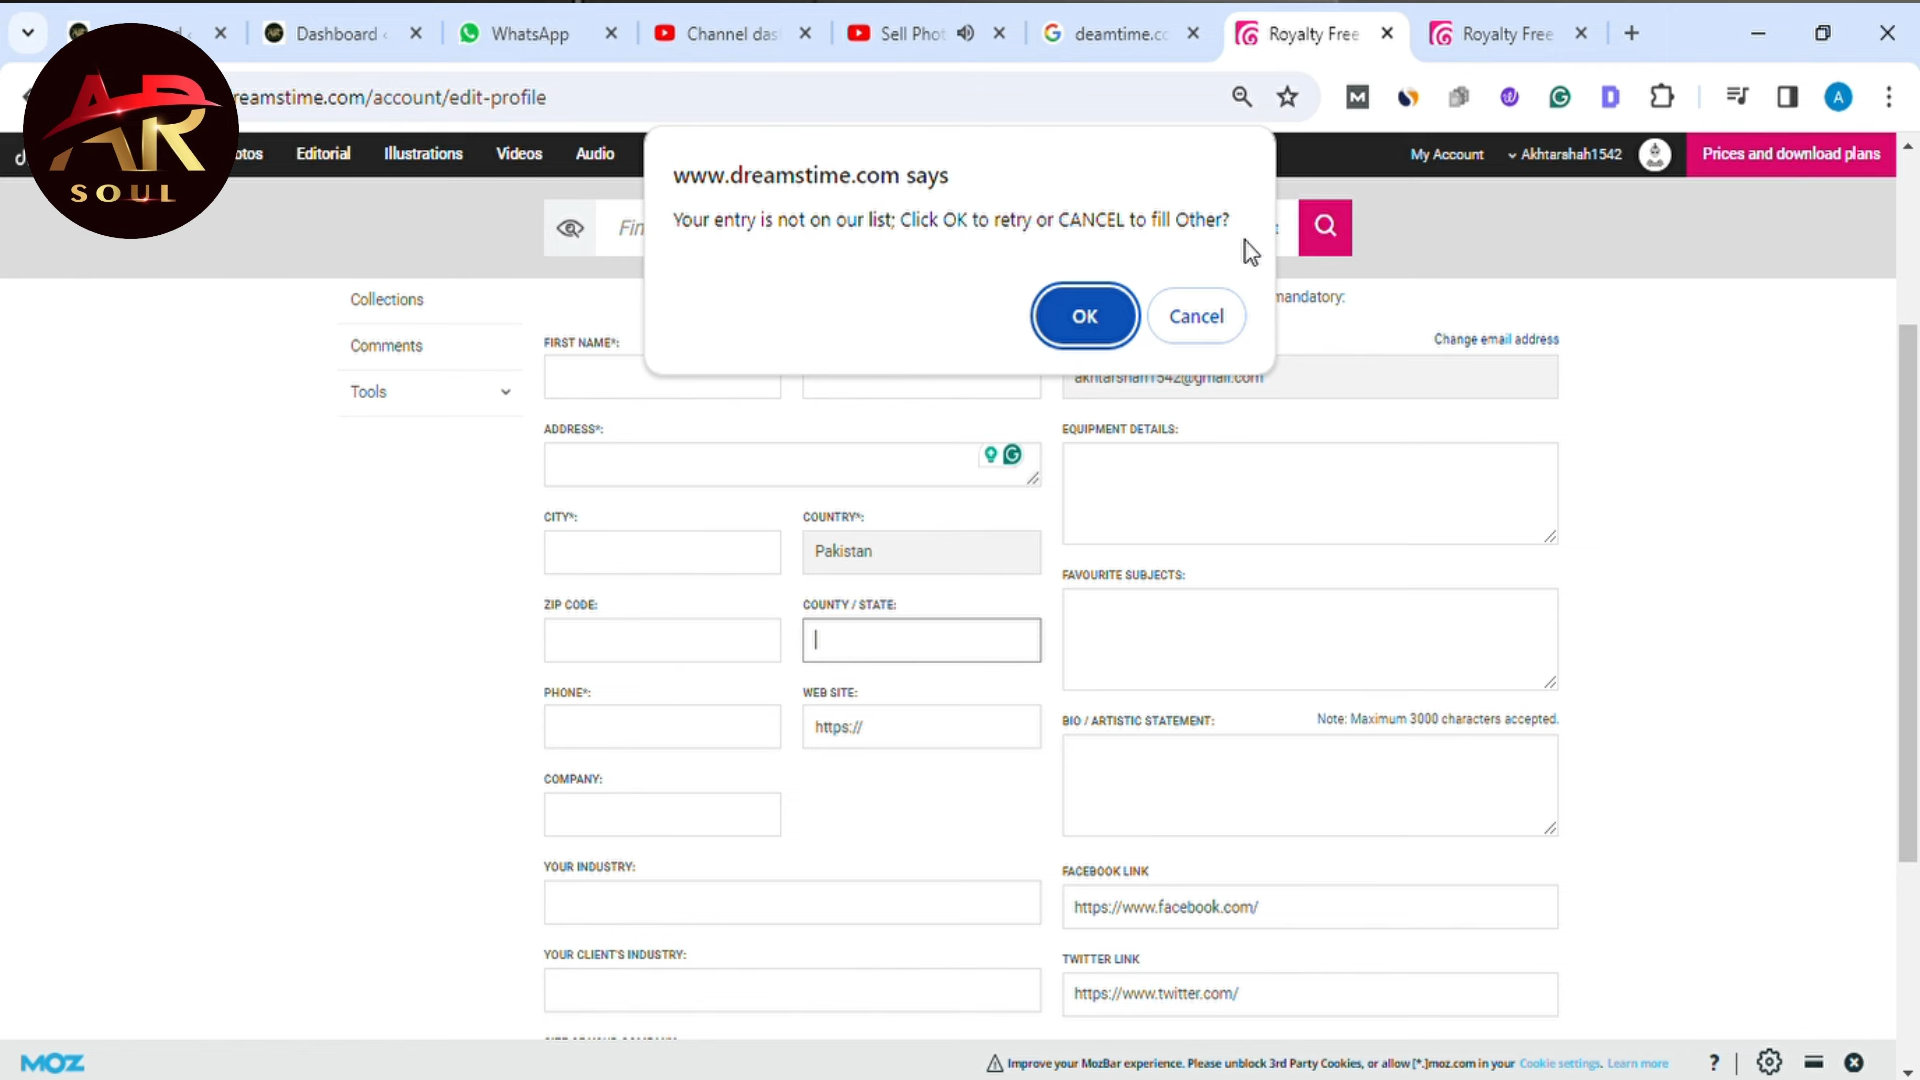 Dashboard
WhatsApp
Channel das
Sell Phot
deamtime.cc
Royalty Free
Royalty Free
reamstime.com/account/edit-profile
A
AR
SOUL
otos
Editorial
Illustrations
Videos
Audio
My Account
Akhtarshah1542
Prices and download plans
www.dreamstime.com says
Your entry is not on our list; Click OK to retry or CANCEL to fill Other?
OK
Cancel
Fin
mandatory:
Collections
Comments
Tools
FIRST NAME*:
Change email address
akhtarshah1542@gmail.com
ADDRESS*:
EQUIPMENT DETAILS:
CITY*:
COUNTRY*:
Pakistan
FAVOURITE SUBJECTS:
ZIP CODE:
COUNTY / STATE:
PHONE*:
WEB SITE:
https://
BIO / ARTISTIC STATEMENT:
Note: Maximum 3000 characters accepted.
COMPANY:
YOUR INDUSTRY:
FACEBOOK LINK
https://www.facebook.com/
YOUR CLIENT'S INDUSTRY:
TWITTER LINK
https://www.twitter.com/
MOZ
Improve your MozBar experience. Please unblock 3rd Party Cookies, or allow [*.]moz.com in your Cookie settings. Learn more